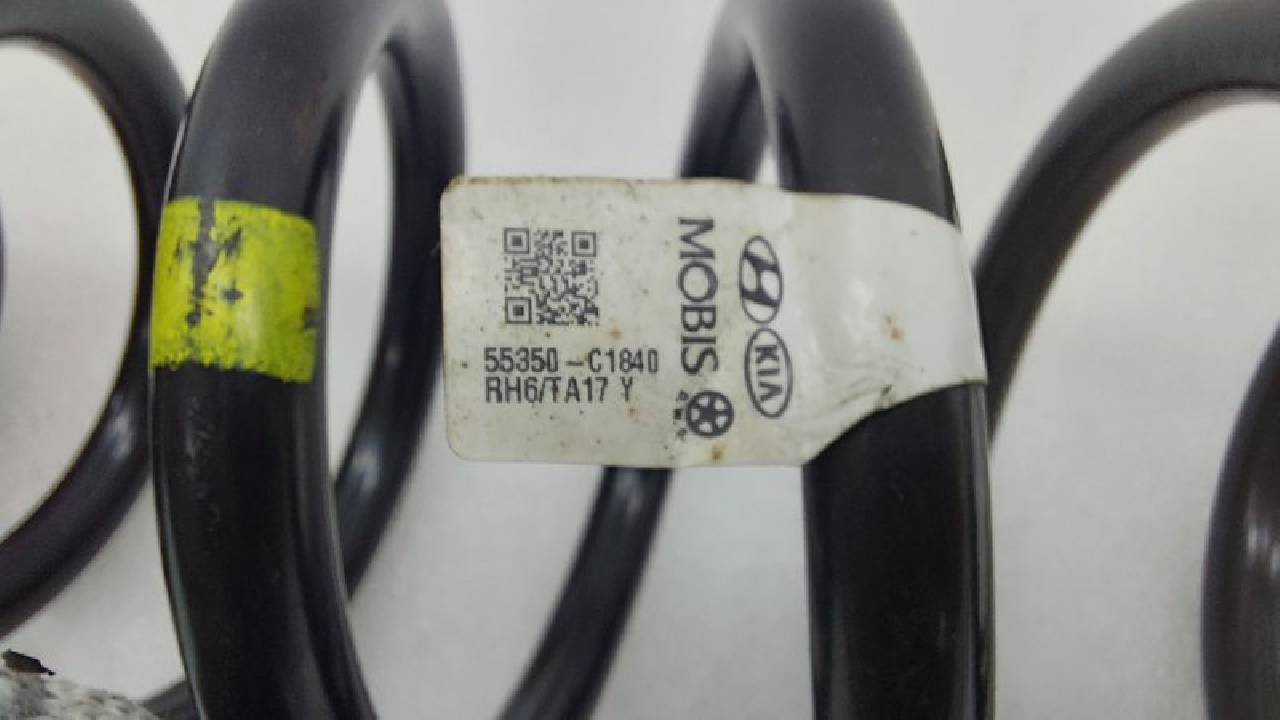 55350-C1840
RH6/TA17 Y
MOBIS
KIA